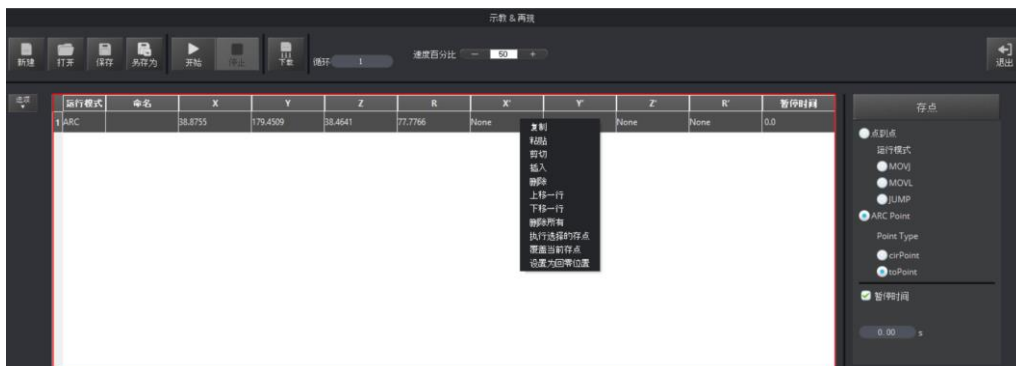 示教 & 再现
新建 打开 保存 另存为 开始 停止 下载 循环 1 速度百分比 － 50 + 退出
选项
运行模式 命名 X Y Z R X' Y' Z' R' 暂停时间
1 ARC 38.8755 179.4509 38.4641 77.7766 None None None 0.0
复制
粘贴
剪切
插入
删除
上移一行
下移一行
删除所有
执行选择的存点
覆盖当前存点
设置为回零位置
存点
点到点
运行模式
MOVJ
MOVL
JUMP
ARC Point
Point Type
cirPoint
toPoint
暂停时间
0.00 s